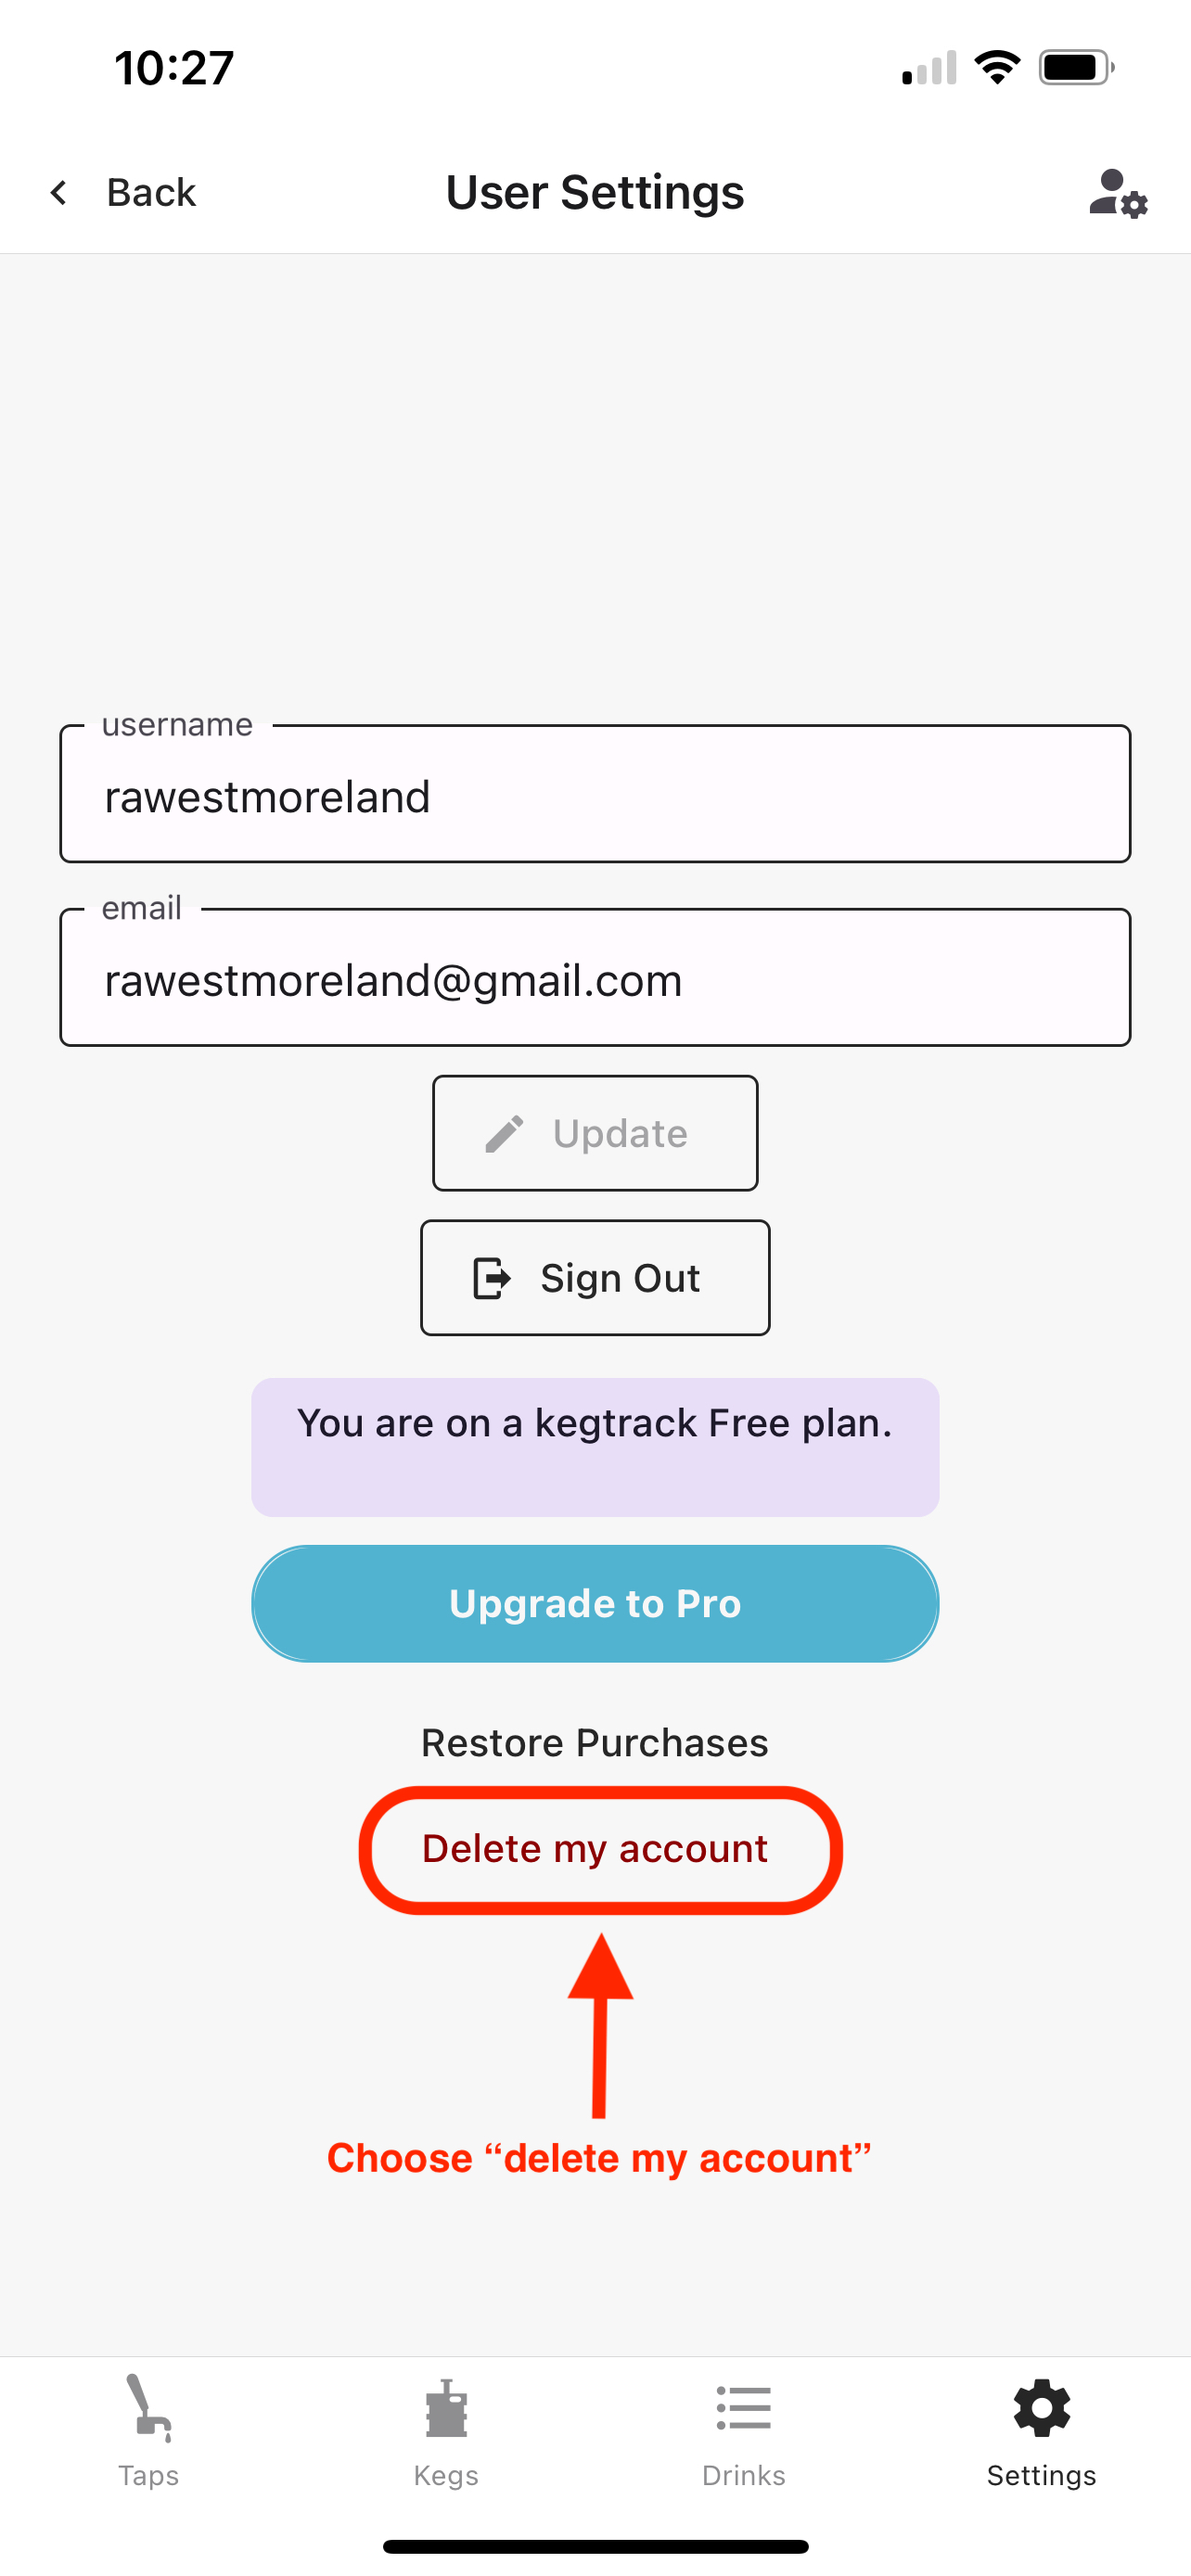 10:27
Back
User Settings
username
rawestmoreland
email
rawestmoreland@gmail.com
Update
Sign Out
You are on a kegtrack Free plan.
Upgrade to Pro
Restore Purchases
Delete my account
Choose “delete my account”
Taps
Kegs
Drinks
Settings